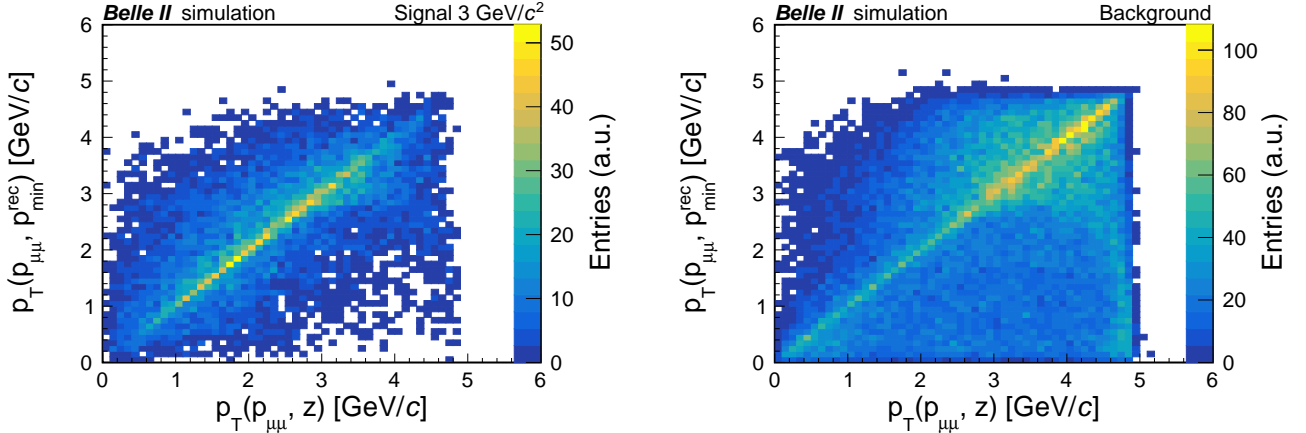 Belle II simulation
Signal 3 GeV/c²
p_T(p_μμ, p_min^rec) [GeV/c]
6
5
4
3
2
1
0
0 1 2 3 4 5 6
p_T(p_μμ, z) [GeV/c]
50
40
30
20
10
0
Entries (a.u.)
Belle II simulation
Background
p_T(p_μμ, p_min^rec) [GeV/c]
6
5
4
3
2
1
0
0 1 2 3 4 5 6
p_T(p_μμ, z) [GeV/c]
100
80
60
40
20
0
Entries (a.u.)